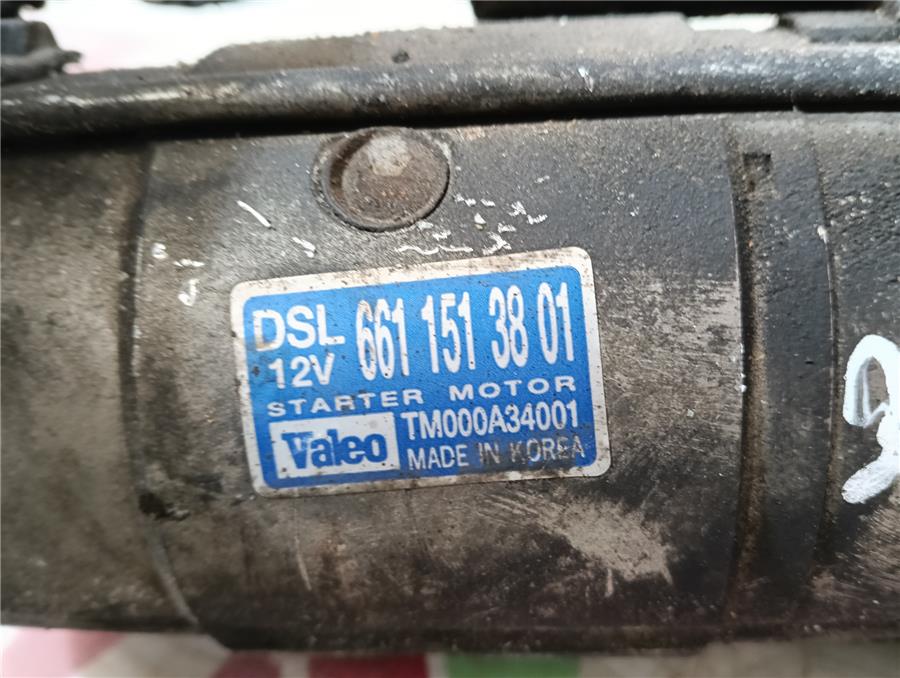 DSL 661 151 38 01
12V
STARTER MOTOR
Valeo TM000A34001
MADE IN KOREA